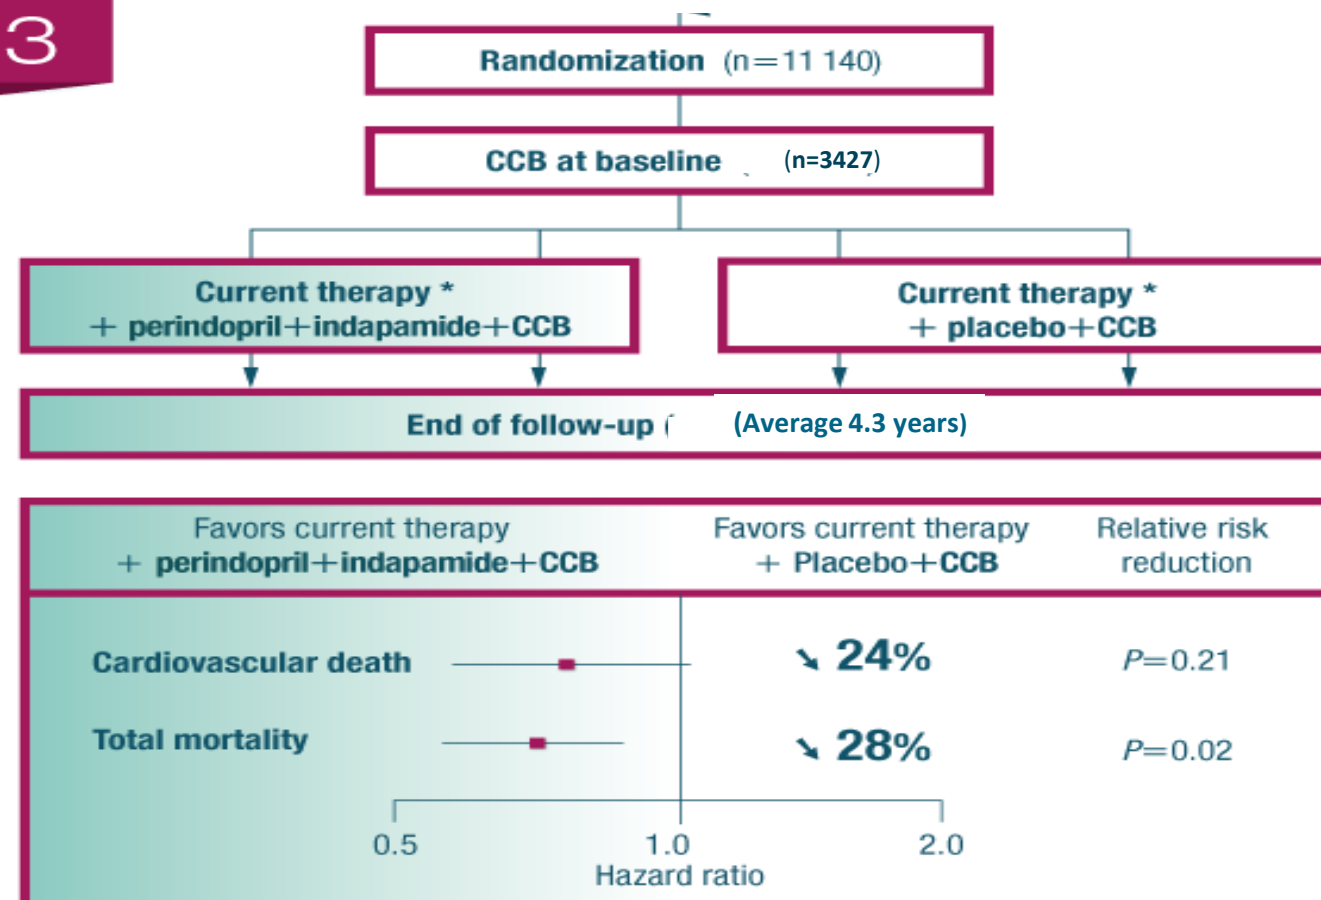 3
Randomization (n=11 140)
CCB at baseline (n=3427)
Current therapy *
+ perindopril+indapamide+CCB
Current therapy *
+ placebo+CCB
End of follow-up ( (Average 4.3 years)
Favors current therapy
+ perindopril+indapamide+CCB
Favors current therapy
+ Placebo+CCB
Relative risk
reduction
Cardiovascular death ↘ 24% P=0.21
Total mortality ↘ 28% P=0.02
0.5 1.0 2.0
Hazard ratio